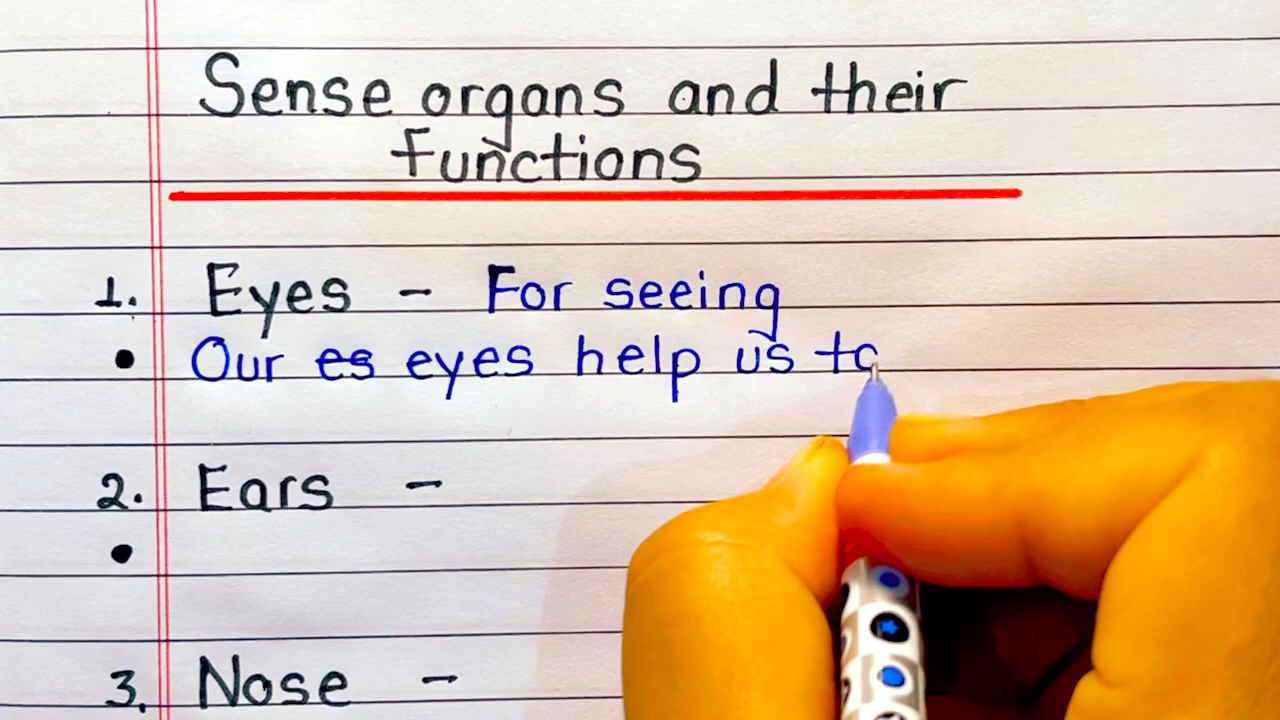 Sense organs and their
Functions
1. Eyes - For seeing
• Our es eyes help us to
2. Ears -
•
3. Nose -